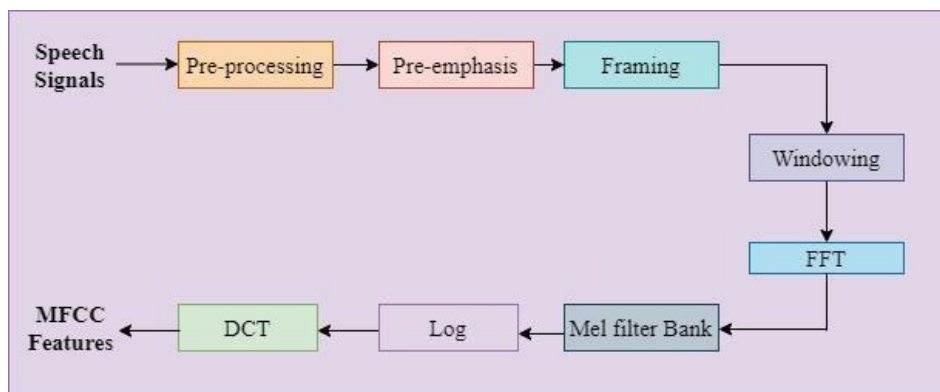 Speech
Signals
Pre-processing
Pre-emphasis
Framing
Windowing
FFT
Mel filter Bank
Log
DCT
MFCC
Features